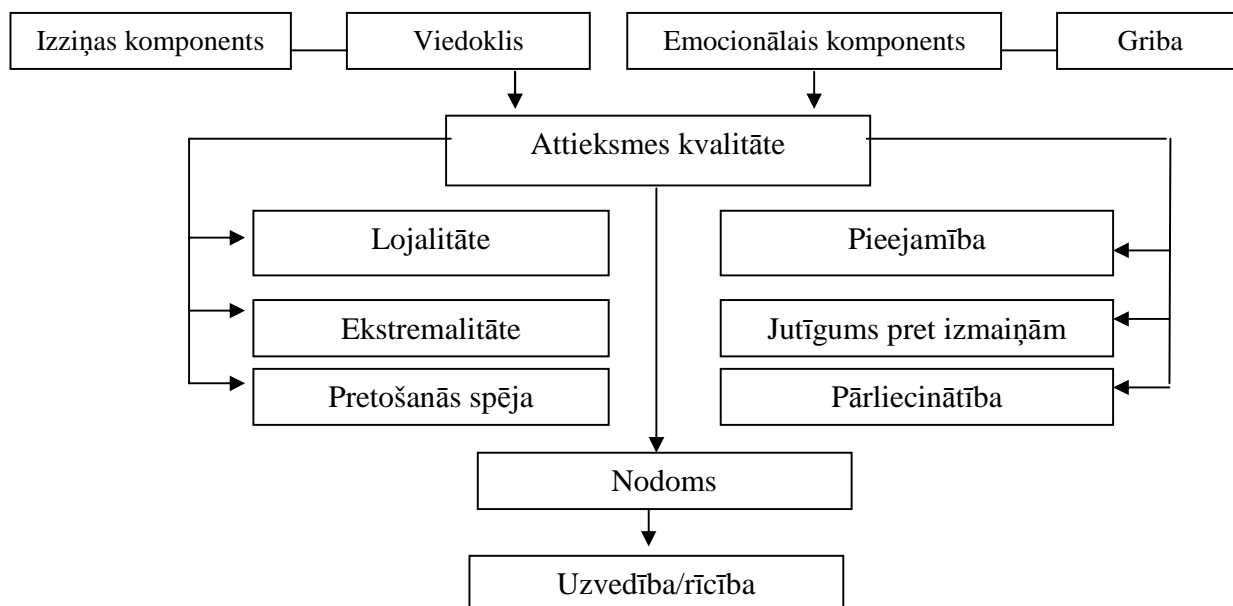 Izziņas komponents
Viedoklis
Emocionālais komponents
Griba
Attieksmes kvalitāte
Lojalitāte
Pieejamība
Ekstremalitāte
Jutīgums pret izmaiņām
Pretošanās spēja
Pārliecinātība
Nodoms
Uzvedība/rīcība